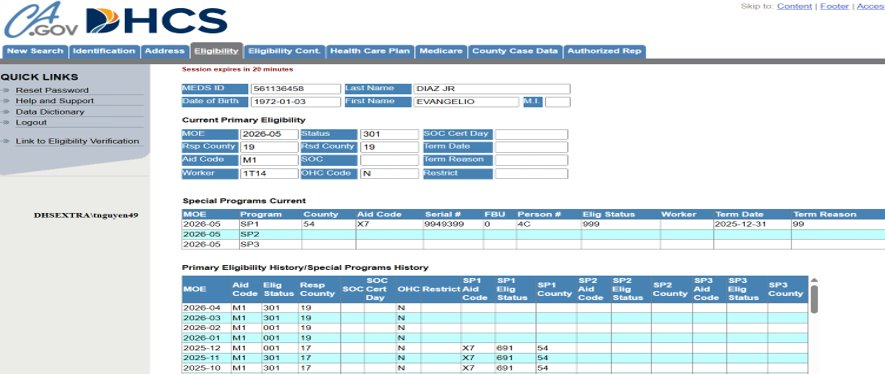 Skip to: Content | Footer | Acces
CA.GOV DHCS
New Search Identification Address Eligibility Eligibility Cont. Health Care Plan Medicare County Case Data Authorized Rep
Session expires in 20 minutes
QUICK LINKS
Reset Password
Help and Support
Data Dictionary
Logout
Link to Eligibility Verification
DHSEXTRA\tnguyen49
MEDS ID 561136458 Last Name DIAZ JR
Date of Birth 1972-01-03 First Name EVANGELIO M.I.
Current Primary Eligibility
MOE 2026-05 Status 301 SOC Cert Day
Rsp County 19 Rsd County 19 Term Date
Aid Code M1 SOC Term Reason
Worker 1T14 OHC Code N Restrict
Special Programs Current
MOE Program County Aid Code Serial # FBU Person # Elig Status Worker Term Date Term Reason
2026-05 SP1 54 X7 9949399 0 4C 999 2025-12-31 99
2026-05 SP2
2026-05 SP3
Primary Eligibility History/Special Programs History
MOE Aid Code Elig Status Resp County SOC SOC Cert Day OHC Restrict SP1 Aid Code SP1 Elig Status SP1 County SP2 Aid Code SP2 Elig Status SP2 County SP3 Aid Code SP3 Elig Status SP3 County
2026-04 M1 301 19 N
2026-03 M1 301 19 N
2026-02 M1 001 19 N
2026-01 M1 001 19 N
2025-12 M1 001 17 N X7 691 54
2025-11 M1 301 17 N X7 691 54
2025-10 M1 301 17 N X7 691 54